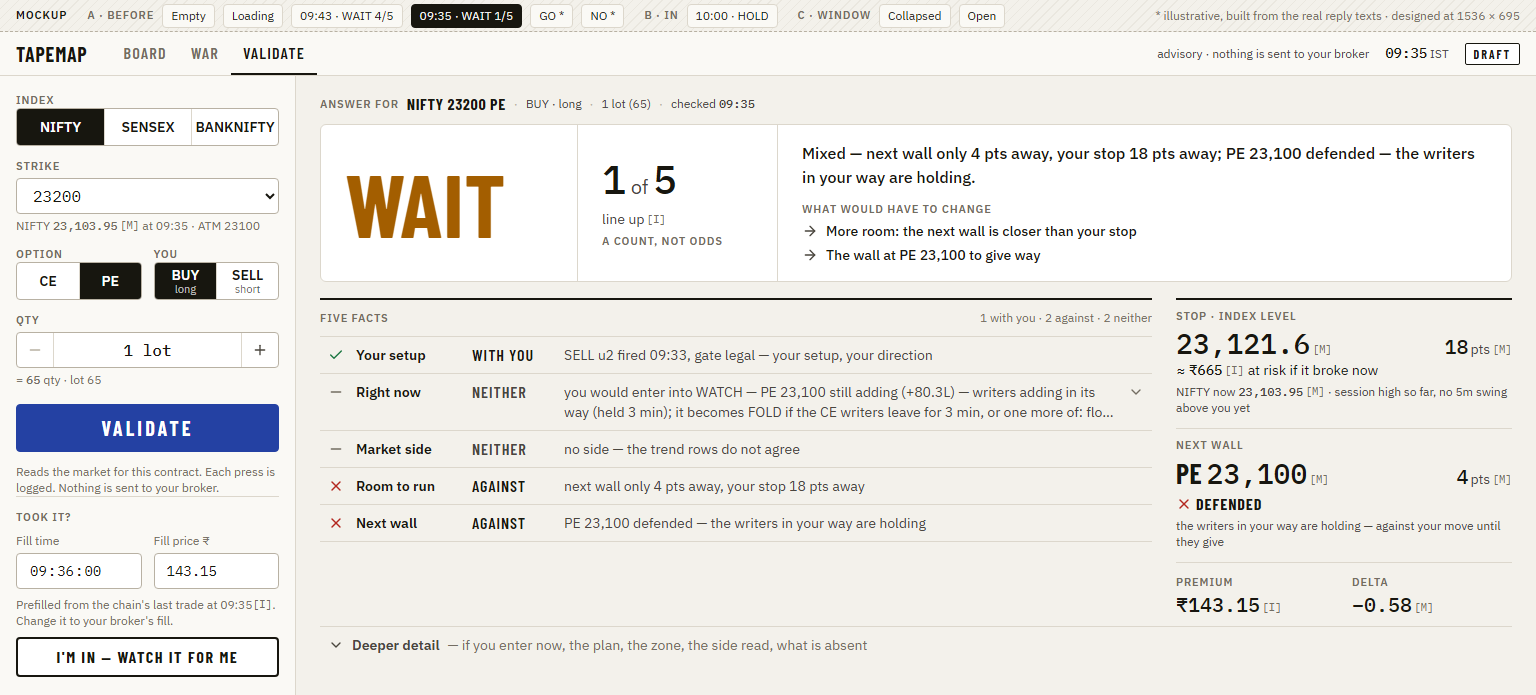 MOCKUP A · BEFORE Empty Loading 09:43 · WAIT 4/5 09:35 · WAIT 1/5 GO * NO * B · IN 10:00 · HOLD C · WINDOW Collapsed Open * illustrative, built from the real reply texts · designed at 1536 × 695
TAPEMAP BOARD WAR VALIDATE advisory · nothing is sent to your broker 09:35 IST DRAFT
INDEX
NIFTY SENSEX BANKNIFTY
STRIKE
23200
NIFTY 23,103.95 [M] at 09:35 · ATM 23100
OPTION YOU
CE PE BUY long SELL short
QTY
− 1 lot +
= 65 qty · lot 65
VALIDATE
Reads the market for this contract. Each press is
logged. Nothing is sent to your broker.
TOOK IT?
Fill time Fill price ₹
09:36:00 143.15
Prefilled from the chain's last trade at 09:35 [I].
Change it to your broker's fill.
I'M IN — WATCH IT FOR ME
ANSWER FOR NIFTY 23200 PE · BUY · long · 1 lot (65) · checked 09:35
WAIT
1 of 5
line up [I]
A COUNT, NOT ODDS
Mixed — next wall only 4 pts away, your stop 18 pts away; PE 23,100 defended — the writers
in your way are holding.
WHAT WOULD HAVE TO CHANGE
→ More room: the next wall is closer than your stop
→ The wall at PE 23,100 to give way
FIVE FACTS 1 with you · 2 against · 2 neither
Your setup WITH YOU SELL u2 fired 09:33, gate legal — your setup, your direction
Right now NEITHER you would enter into WATCH — PE 23,100 still adding (+80.3L) — writers adding in its
way (held 3 min); it becomes FOLD if the CE writers leave for 3 min, or one more of: flo...
Market side NEITHER no side — the trend rows do not agree
Room to run AGAINST next wall only 4 pts away, your stop 18 pts away
Next wall AGAINST PE 23,100 defended — the writers in your way are holding
STOP · INDEX LEVEL
23,121.6 [M] 18 pts [M]
≈ ₹665 [I] at risk if it broke now
NIFTY now 23,103.95 [M] · session high so far, no 5m swing
above you yet
NEXT WALL
PE 23,100 [M] 4 pts [M]
DEFENDED
the writers in your way are holding — against your move until
they give
PREMIUM DELTA
₹143.15 [I] −0.58 [M]
Deeper detail — if you enter now, the plan, the zone, the side read, what is absent